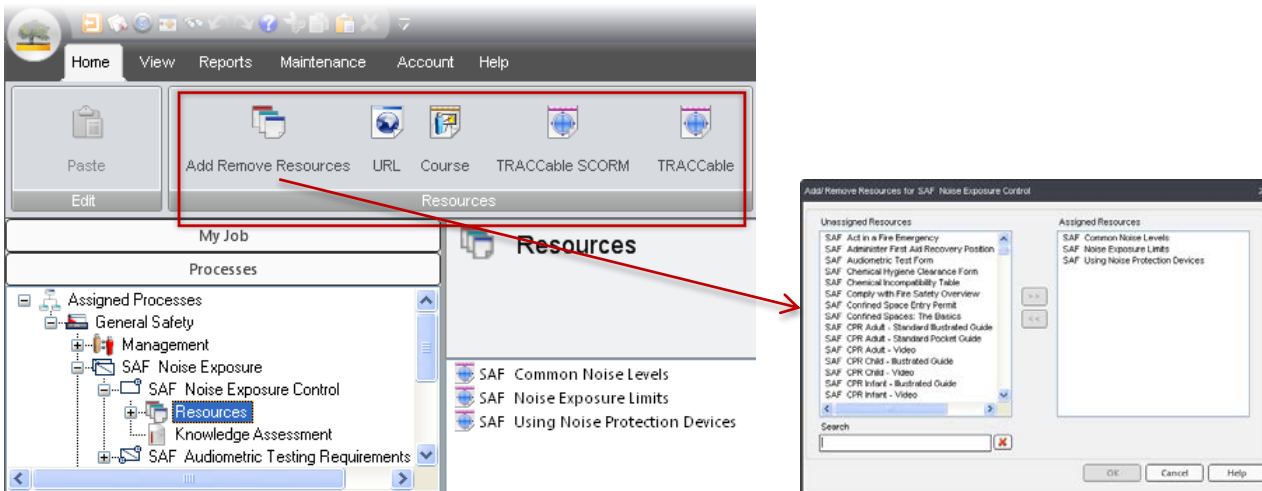 Home View Reports Maintenance Account Help
Paste
Add Remove Resources URL Course TRACCable SCORM TRACCable
Edit
Resources
My Job
Processes
Assigned Processes
General Safety
Management
SAF Noise Exposure
SAF Noise Exposure Control
Resources
Knowledge Assessment
SAF Audiometric Testing Requirements
Resources
SAF Common Noise Levels
SAF Noise Exposure Limits
SAF Using Noise Protection Devices
Add/Remove Resources for SAF Noise Exposure Control
Unassigned Resources
SAF Act in a Fire Emergency
SAF Administer First Aid Recovery Position
SAF Audiometric Test Form
SAF Chemical Hygiene Clearance Form
SAF Chemical Incompatibility Table
SAF Comply with Fire Safety Overview
SAF Confined Space Entry Permit
SAF Confined Spaces: The Basics
SAF CPR Adult - Standard Illustrated Guide
SAF CPR Adult - Standard Pocket Guide
SAF CPR Adult - Video
SAF CPR Child - Illustrated Guide
SAF CPR Child - Video
SAF CPR Infant - Illustrated Guide
SAF CPR Infant - Video
Search
>>
<<
Assigned Resources
SAF Common Noise Levels
SAF Noise Exposure Limits
SAF Using Noise Protection Devices
OK Cancel Help